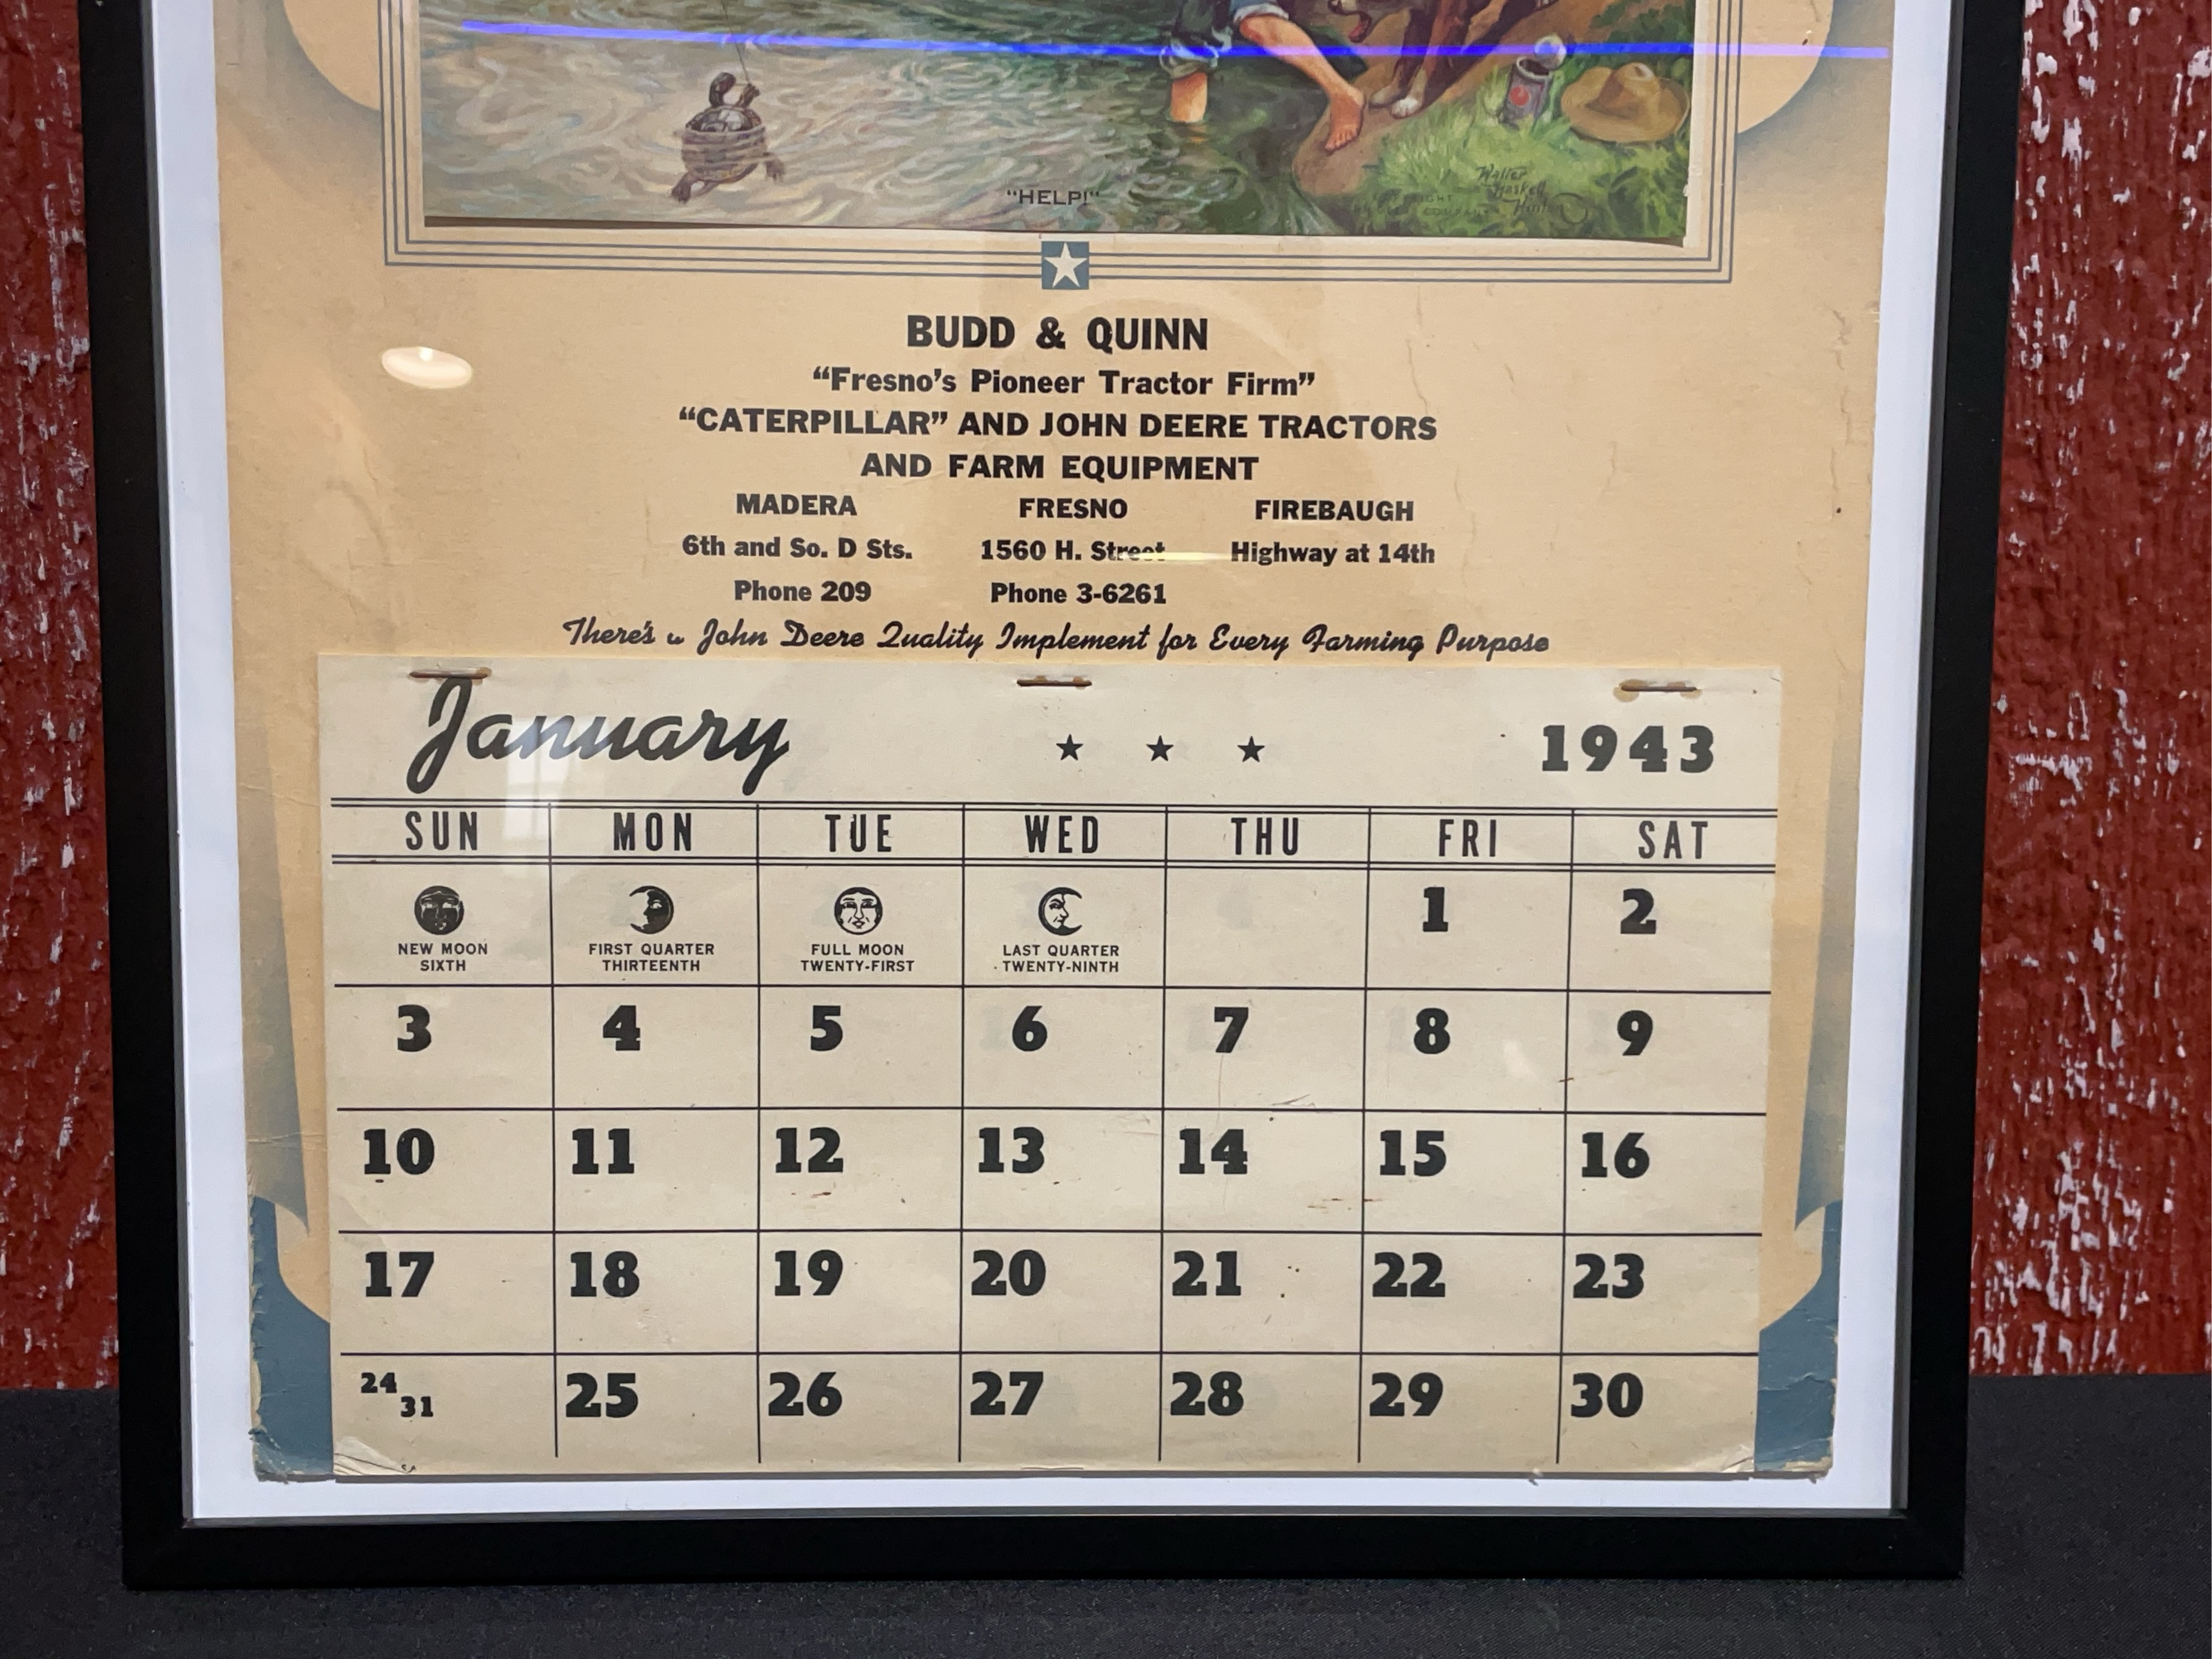 "HELP!"
Walter
Haskell
Hinton
BUDD & QUINN
“Fresno's Pioneer Tractor Firm”
“CATERPILLAR” AND JOHN DEERE TRACTORS
AND FARM EQUIPMENT
MADERA FRESNO FIREBAUGH
6th and So. D Sts. 1560 H. Street Highway at 14th
Phone 209 Phone 3-6261
There's a John Deere Quality Implement for Every Farming Purpose
January ★ ★ ★ 1943
SUN MON TUE WED THU FRI SAT
NEW MOON FIRST QUARTER FULL MOON LAST QUARTER 1 2
SIXTH THIRTEENTH TWENTY-FIRST TWENTY-NINTH
3 4 5 6 7 8 9
10 11 12 13 14 15 16
17 18 19 20 21 22 23
24 31 25 26 27 28 29 30